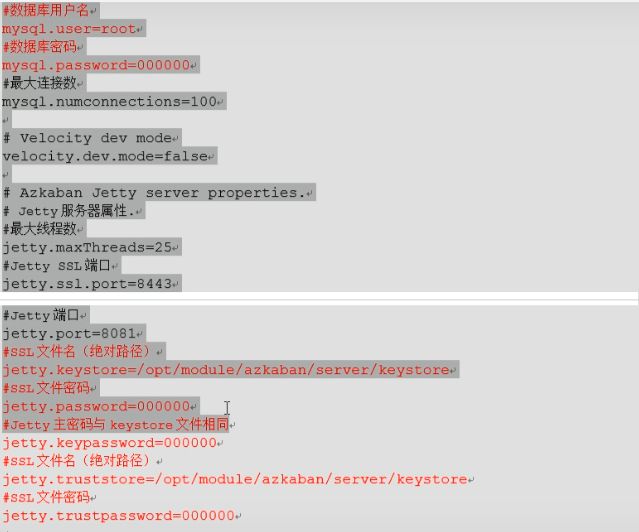 #数据库用户名
mysql.user=root
#数据库密码
mysql.password=000000
#最大连接数
mysql.numconnections=100
# Velocity dev mode
velocity.dev.mode=false
# Azkaban Jetty server properties.
# Jetty服务器属性.
#最大线程数
jetty.maxThreads=25
#Jetty SSL端口
jetty.ssl.port=8443
#Jetty端口
jetty.port=8081
#SSL文件名（绝对路径）
jetty.keystore=/opt/module/azkaban/server/keystore
#SSL文件密码
jetty.password=000000
#Jetty主密码与keystore文件相同
jetty.keypassword=000000
#SSL文件名（绝对路径）
jetty.truststore=/opt/module/azkaban/server/keystore
#SSL文件密码
jetty.trustpassword=000000